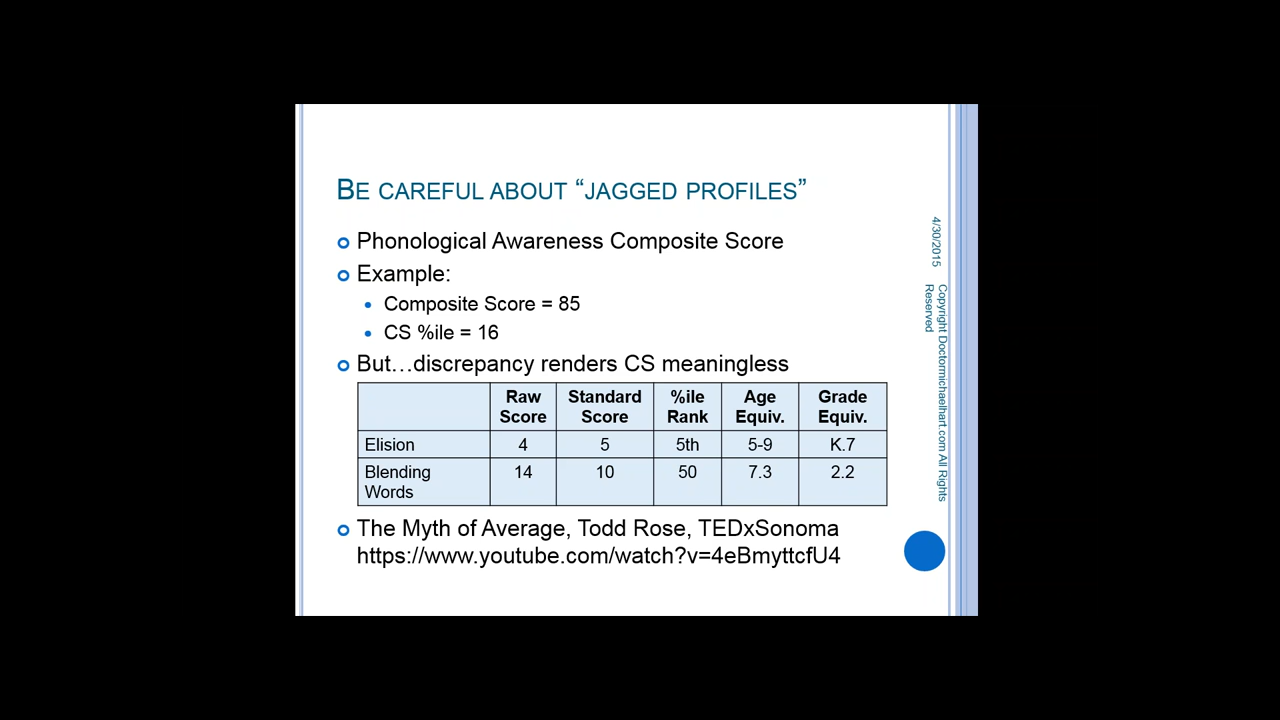 BE CAREFUL ABOUT “JAGGED PROFILES”
Phonological Awareness Composite Score
Example:
Composite Score = 85
CS %ile = 16
But…discrepancy renders CS meaningless
Raw Score Standard Score %ile Rank Age Equiv. Grade Equiv.
Elision 4 5 5th 5-9 K.7
Blending Words 14 10 50 7.3 2.2
The Myth of Average, Todd Rose, TEDxSonoma
https://www.youtube.com/watch?v=4eBmyttcfU4
4/30/2015
Copyright Doctormichaelhart.com All Rights
Reserved